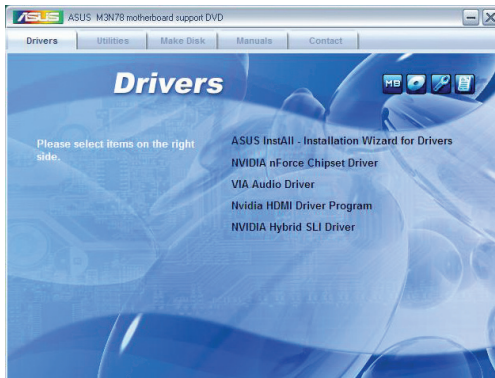 ASUS ASUS M3N78 motherboard support DVD
Drivers Utilities Make Disk Manuals Contact
Drivers
MB
Please select items on the right
side.
ASUS InstAll - Installation Wizard for Drivers
NVIDIA nForce Chipset Driver
VIA Audio Driver
Nvidia HDMI Driver Program
NVIDIA Hybrid SLI Driver